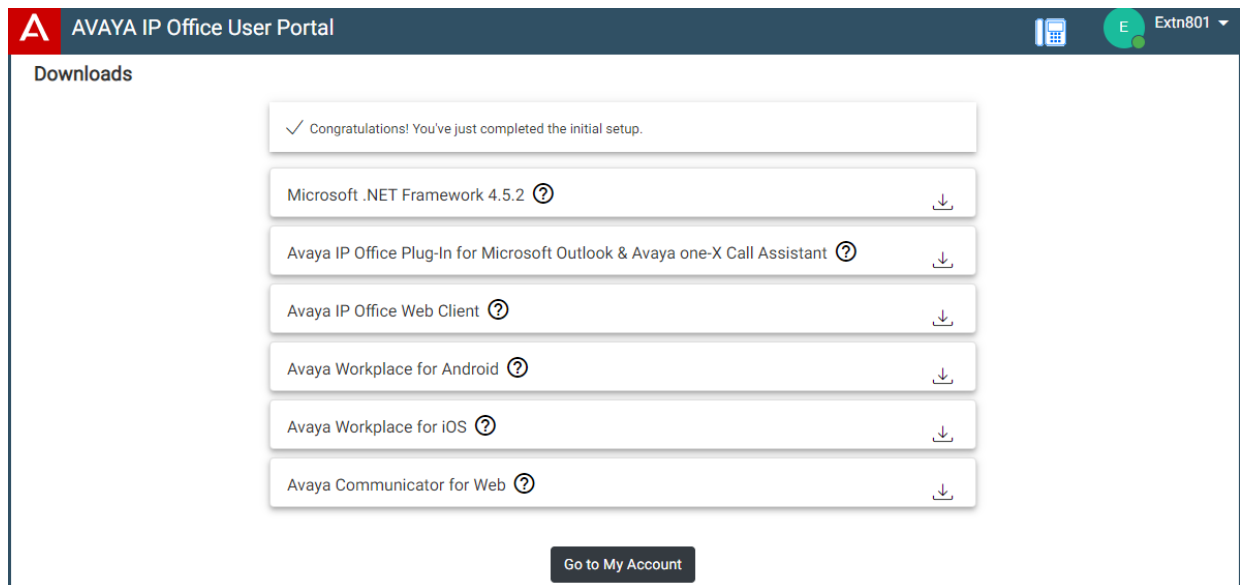 AVAYA IP Office User Portal
E
Extn801
Downloads
Congratulations! You've just completed the initial setup.
Microsoft .NET Framework 4.5.2
Avaya IP Office Plug-In for Microsoft Outlook & Avaya one-X Call Assistant
Avaya IP Office Web Client
Avaya Workplace for Android
Avaya Workplace for iOS
Avaya Communicator for Web
Go to My Account